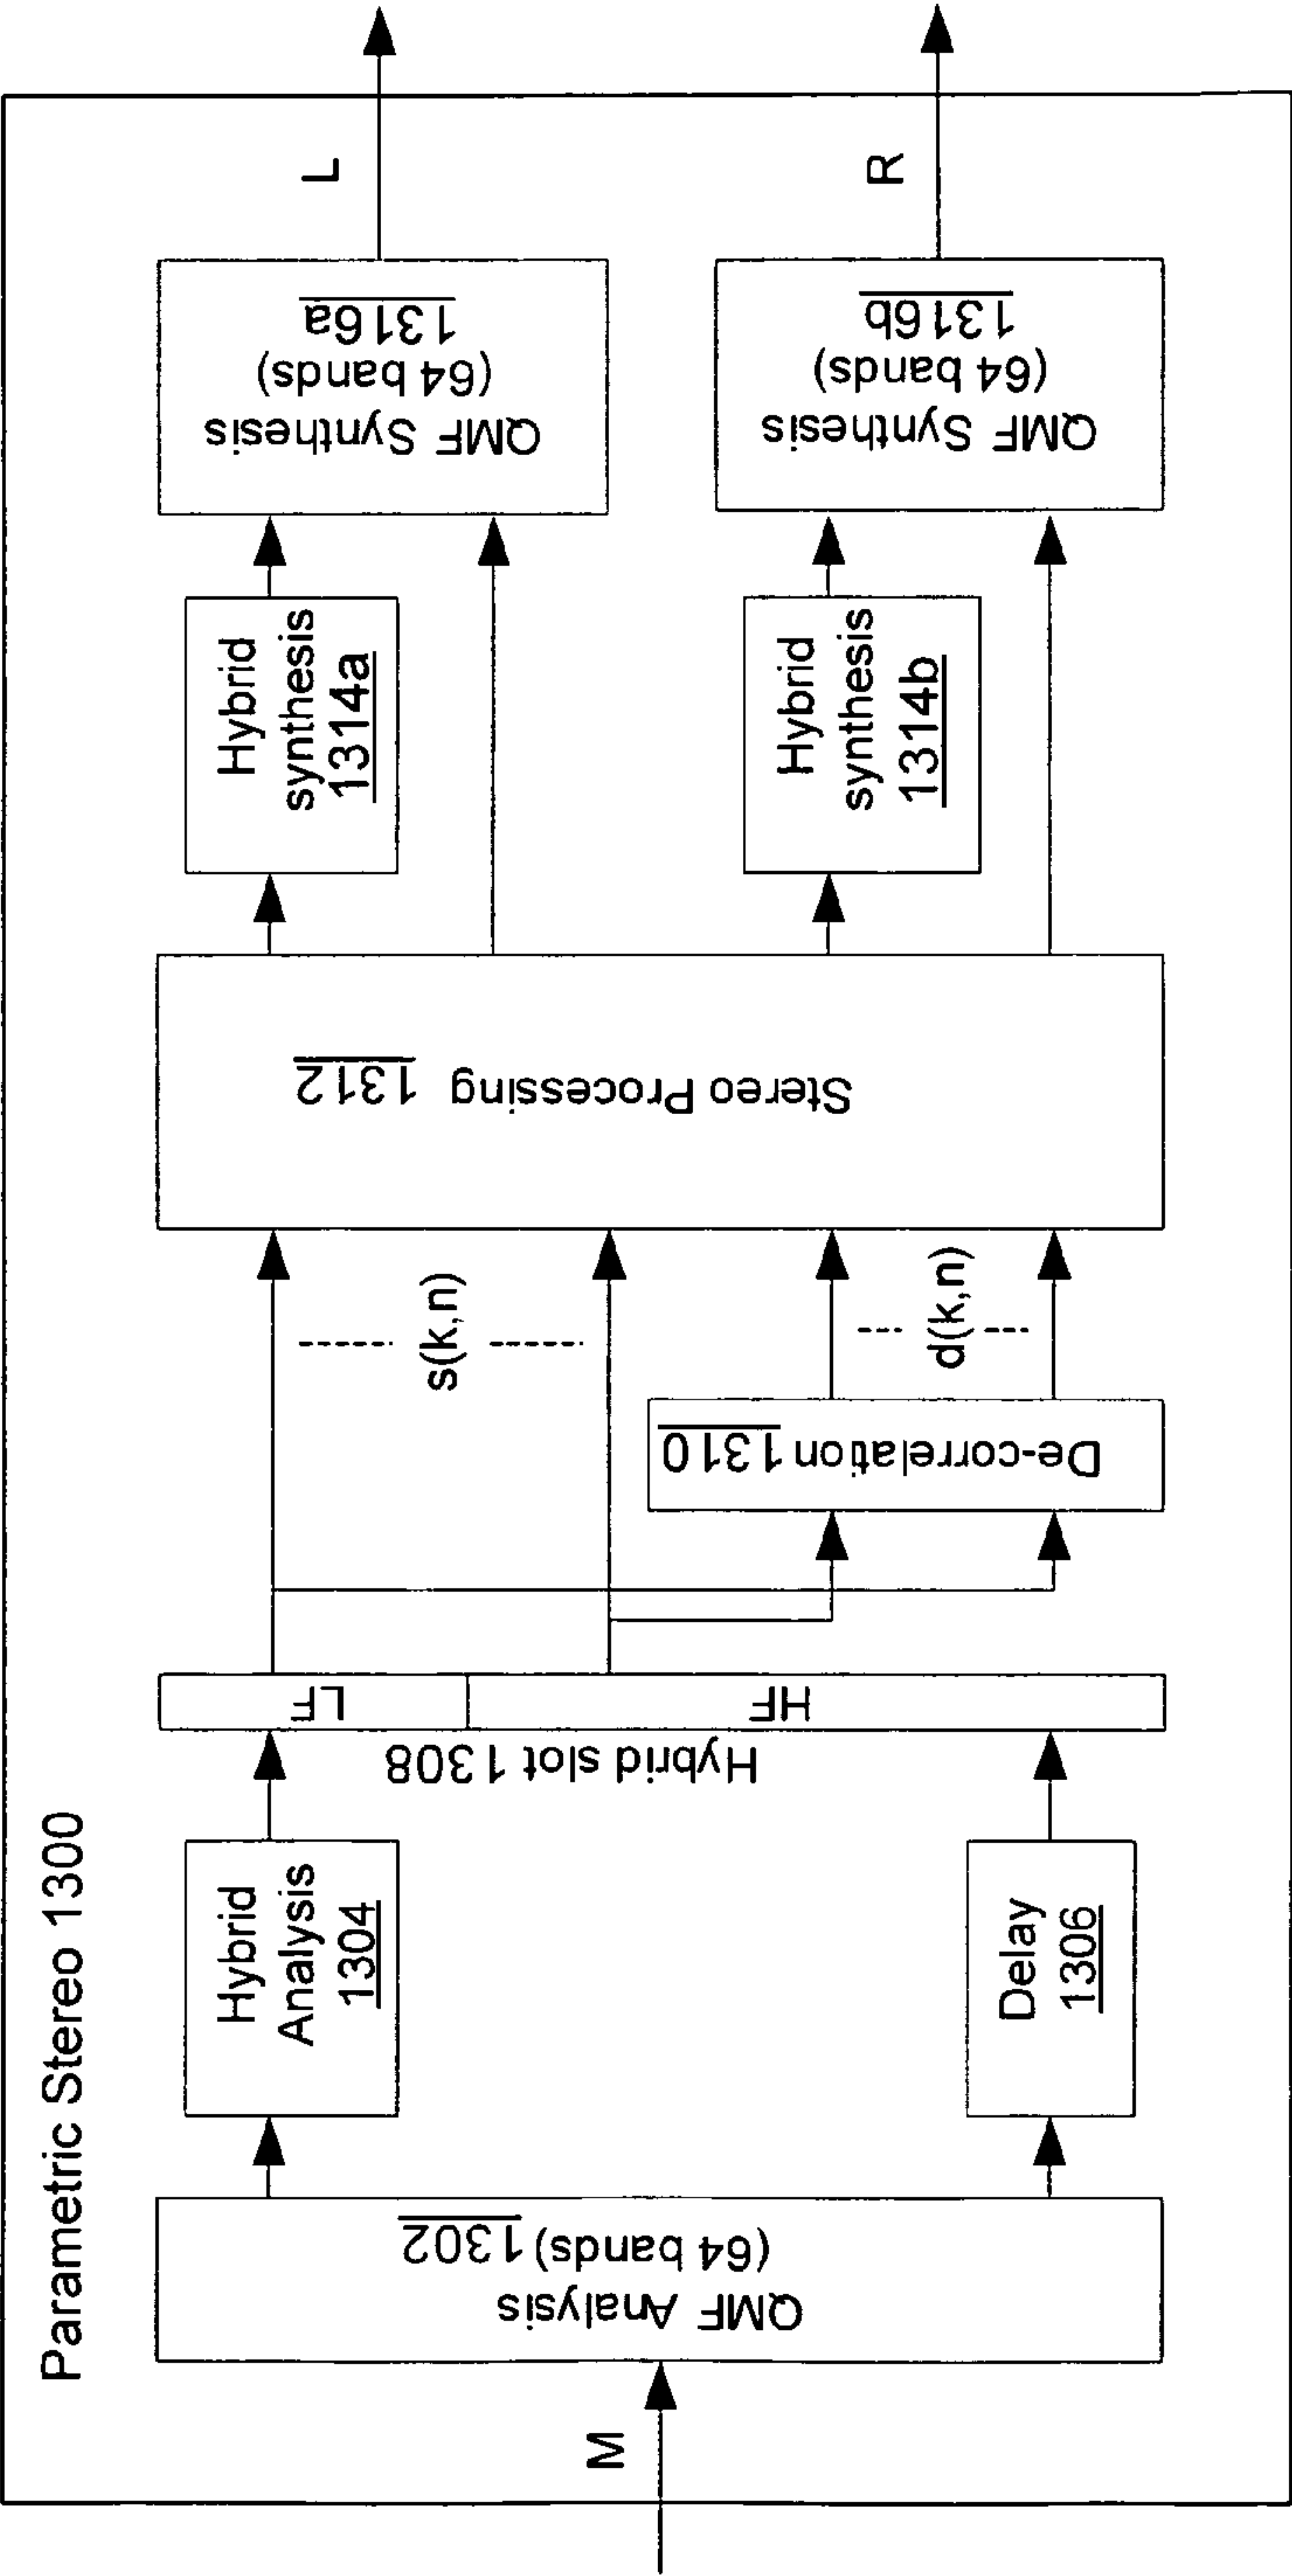 Parametric Stereo 1300
M
QMF Analysis
(64 bands) 1302
Hybrid
Analysis
1304
Delay
1306
Hybrid slot 1308
LF
HF
De-correlation 1310
s(k,n)
d(k,n)
Stereo Processing 1312
Hybrid
synthesis
1314a
Hybrid
synthesis
1314b
QMF Synthesis
(64 bands)
1316a
QMF Synthesis
(64 bands)
1316b
L
R